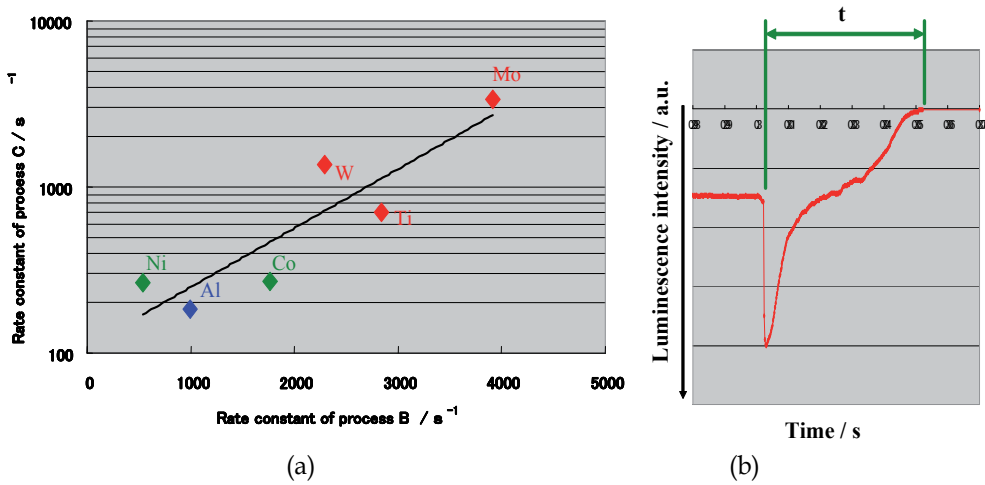 10000
1000
100
Rate constant of process C / s⁻¹
Mo
W
Ti
Ni
Co
Al
0
1000
2000
3000
4000
5000
Rate constant of process B / s⁻¹
(a)
t
Luminescence intensity / a.u.
Time / s
(b)